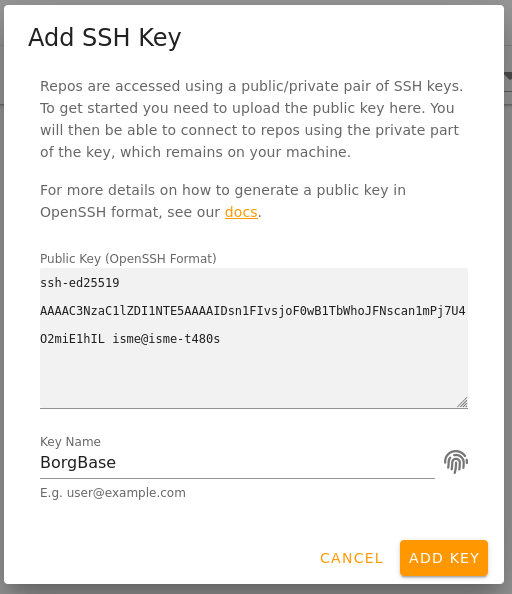 Add SSH Key
Repos are accessed using a public/private pair of SSH keys.
To get started you need to upload the public key here. You
will then be able to connect to repos using the private part
of the key, which remains on your machine.
For more details on how to generate a public key in
OpenSSH format, see our docs.
Public Key (OpenSSH Format)
ssh-ed25519
AAAAC3NzaC1lZDI1NTE5AAAAIDsn1FIvsjoF0wB1TbWhoJFNscan1mPj7U4
O2miE1hIL isme@isme-t480s
Key Name
BorgBase
E.g. user@example.com
CANCEL
ADD KEY